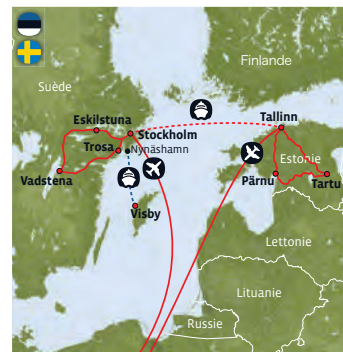 Finlande
Suède
Eskilstuna
Stockholm
Tallinn
Trosa
Nynäshamn
Estonie
Vadstena
Pärnu
Tartu
Visby
Lettonie
Lituanie
Russie